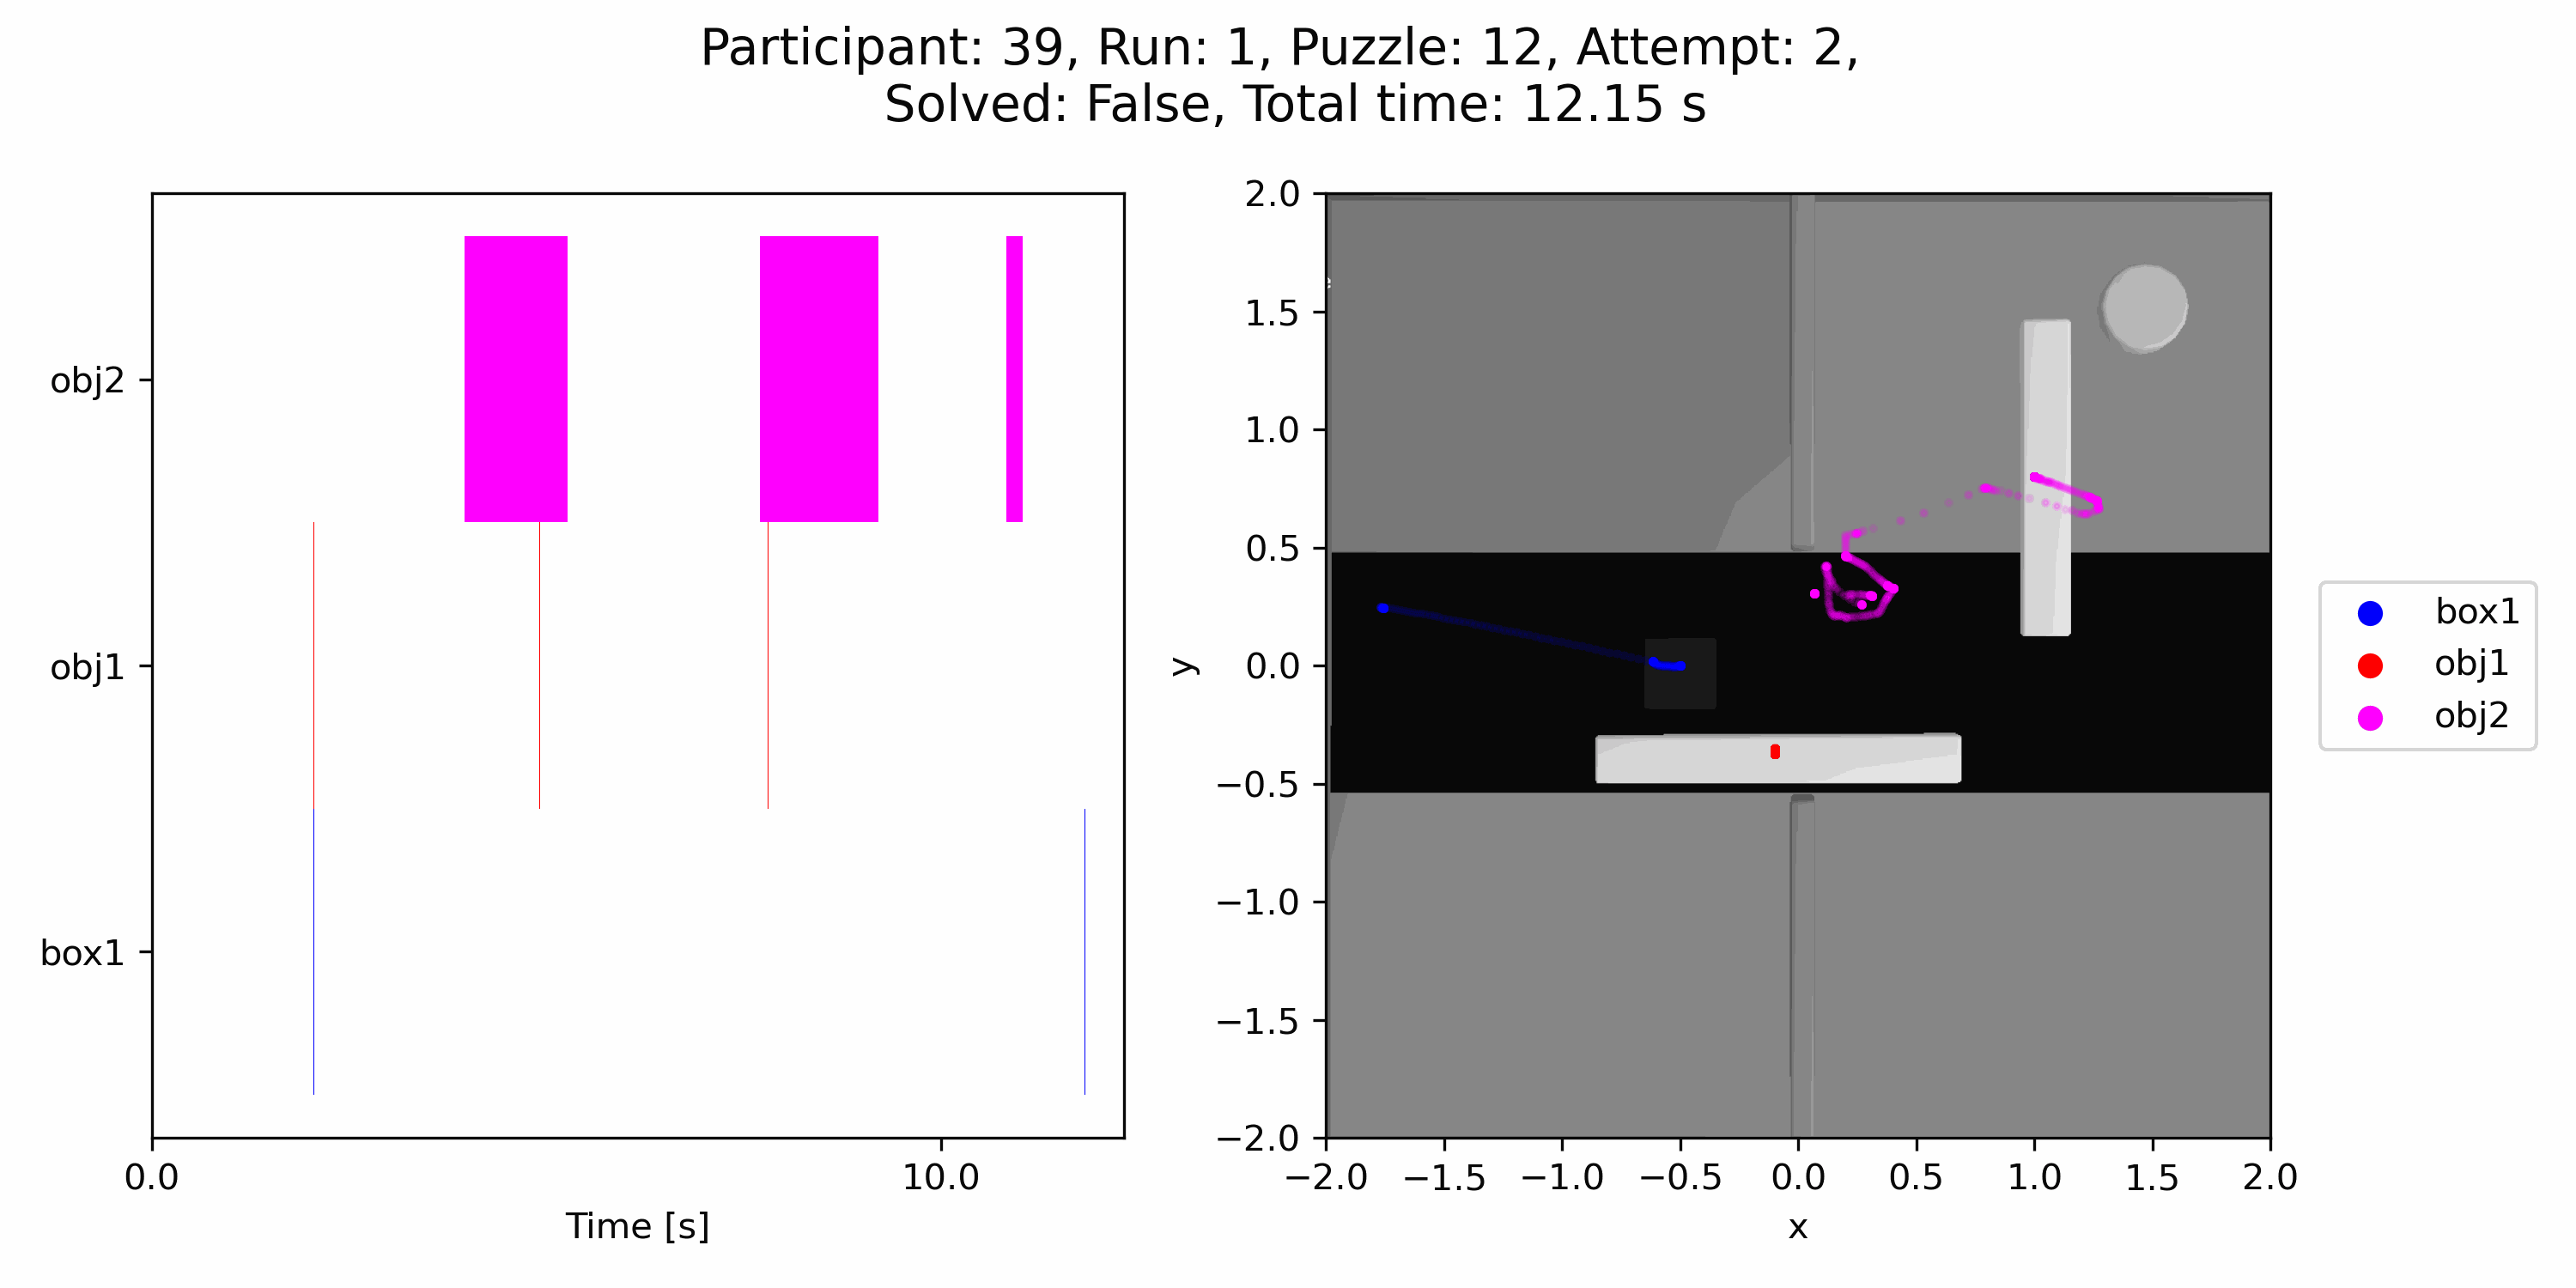 Participant: 39, Run: 1, Puzzle: 12, Attempt: 2,
Solved: False, Total time: 12.15 s
obj2
obj1
box1
0.0
10.0
Time [s]
2.0
1.5
1.0
0.5
0.0
−0.5
−1.0
−1.5
−2.0
y
−2.0
−1.5
−1.0
−0.5
0.0
0.5
1.0
1.5
2.0
x
box1
obj1
obj2